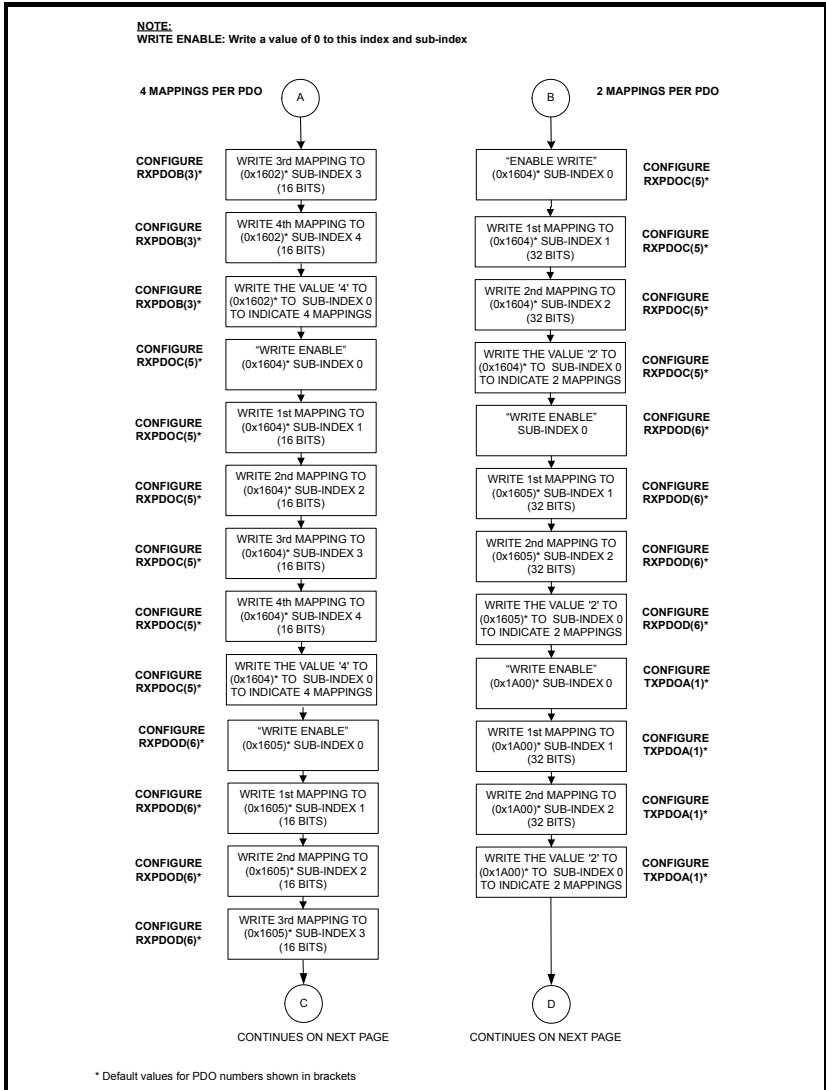 NOTE:
WRITE ENABLE: Write a value of 0 to this index and sub-index
4 MAPPINGS PER PDO
A
CONFIGURE
RXPDOB(3)*
WRITE 3rd MAPPING TO
(0x1602)* SUB-INDEX 3
(16 BITS)
CONFIGURE
RXPDOB(3)*
WRITE 4th MAPPING TO
(0x1602)* SUB-INDEX 4
(16 BITS)
CONFIGURE
RXPDOB(3)*
WRITE THE VALUE '4' TO
(0x1602)* TO SUB-INDEX 0
TO INDICATE 4 MAPPINGS
CONFIGURE
RXPDOC(5)*
"WRITE ENABLE"
(0x1604)* SUB-INDEX 0
CONFIGURE
RXPDOC(5)*
WRITE 1st MAPPING TO
(0x1604)* SUB-INDEX 1
(16 BITS)
CONFIGURE
RXPDOC(5)*
WRITE 2nd MAPPING TO
(0x1604)* SUB-INDEX 2
(16 BITS)
CONFIGURE
RXPDOC(5)*
WRITE 3rd MAPPING TO
(0x1604)* SUB-INDEX 3
(16 BITS)
CONFIGURE
RXPDOC(5)*
WRITE 4th MAPPING TO
(0x1604)* SUB-INDEX 4
(16 BITS)
CONFIGURE
RXPDOC(5)*
WRITE THE VALUE '4' TO
(0x1604)* TO SUB-INDEX 0
TO INDICATE 4 MAPPINGS
CONFIGURE
RXPDOD(6)*
"WRITE ENABLE"
(0x1605)* SUB-INDEX 0
CONFIGURE
RXPDOD(6)*
WRITE 1st MAPPING TO
(0x1605)* SUB-INDEX 1
(16 BITS)
CONFIGURE
RXPDOD(6)*
WRITE 2nd MAPPING TO
(0x1605)* SUB-INDEX 2
(16 BITS)
CONFIGURE
RXPDOD(6)*
WRITE 3rd MAPPING TO
(0x1605)* SUB-INDEX 3
(16 BITS)
C
CONTINUES ON NEXT PAGE
B
2 MAPPINGS PER PDO
"ENABLE WRITE"
(0x1604)* SUB-INDEX 0
CONFIGURE
RXPDOC(5)*
WRITE 1st MAPPING TO
(0x1604)* SUB-INDEX 1
(32 BITS)
CONFIGURE
RXPDOC(5)*
WRITE 2nd MAPPING TO
(0x1604)* SUB-INDEX 2
(32 BITS)
CONFIGURE
RXPDOC(5)*
WRITE THE VALUE '2' TO
(0x1604)* TO SUB-INDEX 0
TO INDICATE 2 MAPPINGS
CONFIGURE
RXPDOC(5)*
"WRITE ENABLE"
SUB-INDEX 0
CONFIGURE
RXPDOD(6)*
WRITE 1st MAPPING TO
(0x1605)* SUB-INDEX 1
(32 BITS)
CONFIGURE
RXPDOD(6)*
WRITE 2nd MAPPING TO
(0x1605)* SUB-INDEX 2
(32 BITS)
CONFIGURE
RXPDOD(6)*
WRITE THE VALUE '2' TO
(0x1605)* TO SUB-INDEX 0
TO INDICATE 2 MAPPINGS
CONFIGURE
RXPDOD(6)*
"WRITE ENABLE"
(0x1A00)* SUB-INDEX 0
CONFIGURE
TXPDOA(1)*
WRITE 1st MAPPING TO
(0x1A00)* SUB-INDEX 1
(32 BITS)
CONFIGURE
TXPDOA(1)*
WRITE 2nd MAPPING TO
(0x1A00)* SUB-INDEX 2
(32 BITS)
CONFIGURE
TXPDOA(1)*
WRITE THE VALUE '2' TO
(0x1A00)* TO SUB-INDEX 0
TO INDICATE 2 MAPPINGS
CONFIGURE
TXPDOA(1)*
D
CONTINUES ON NEXT PAGE
* Default values for PDO numbers shown in brackets